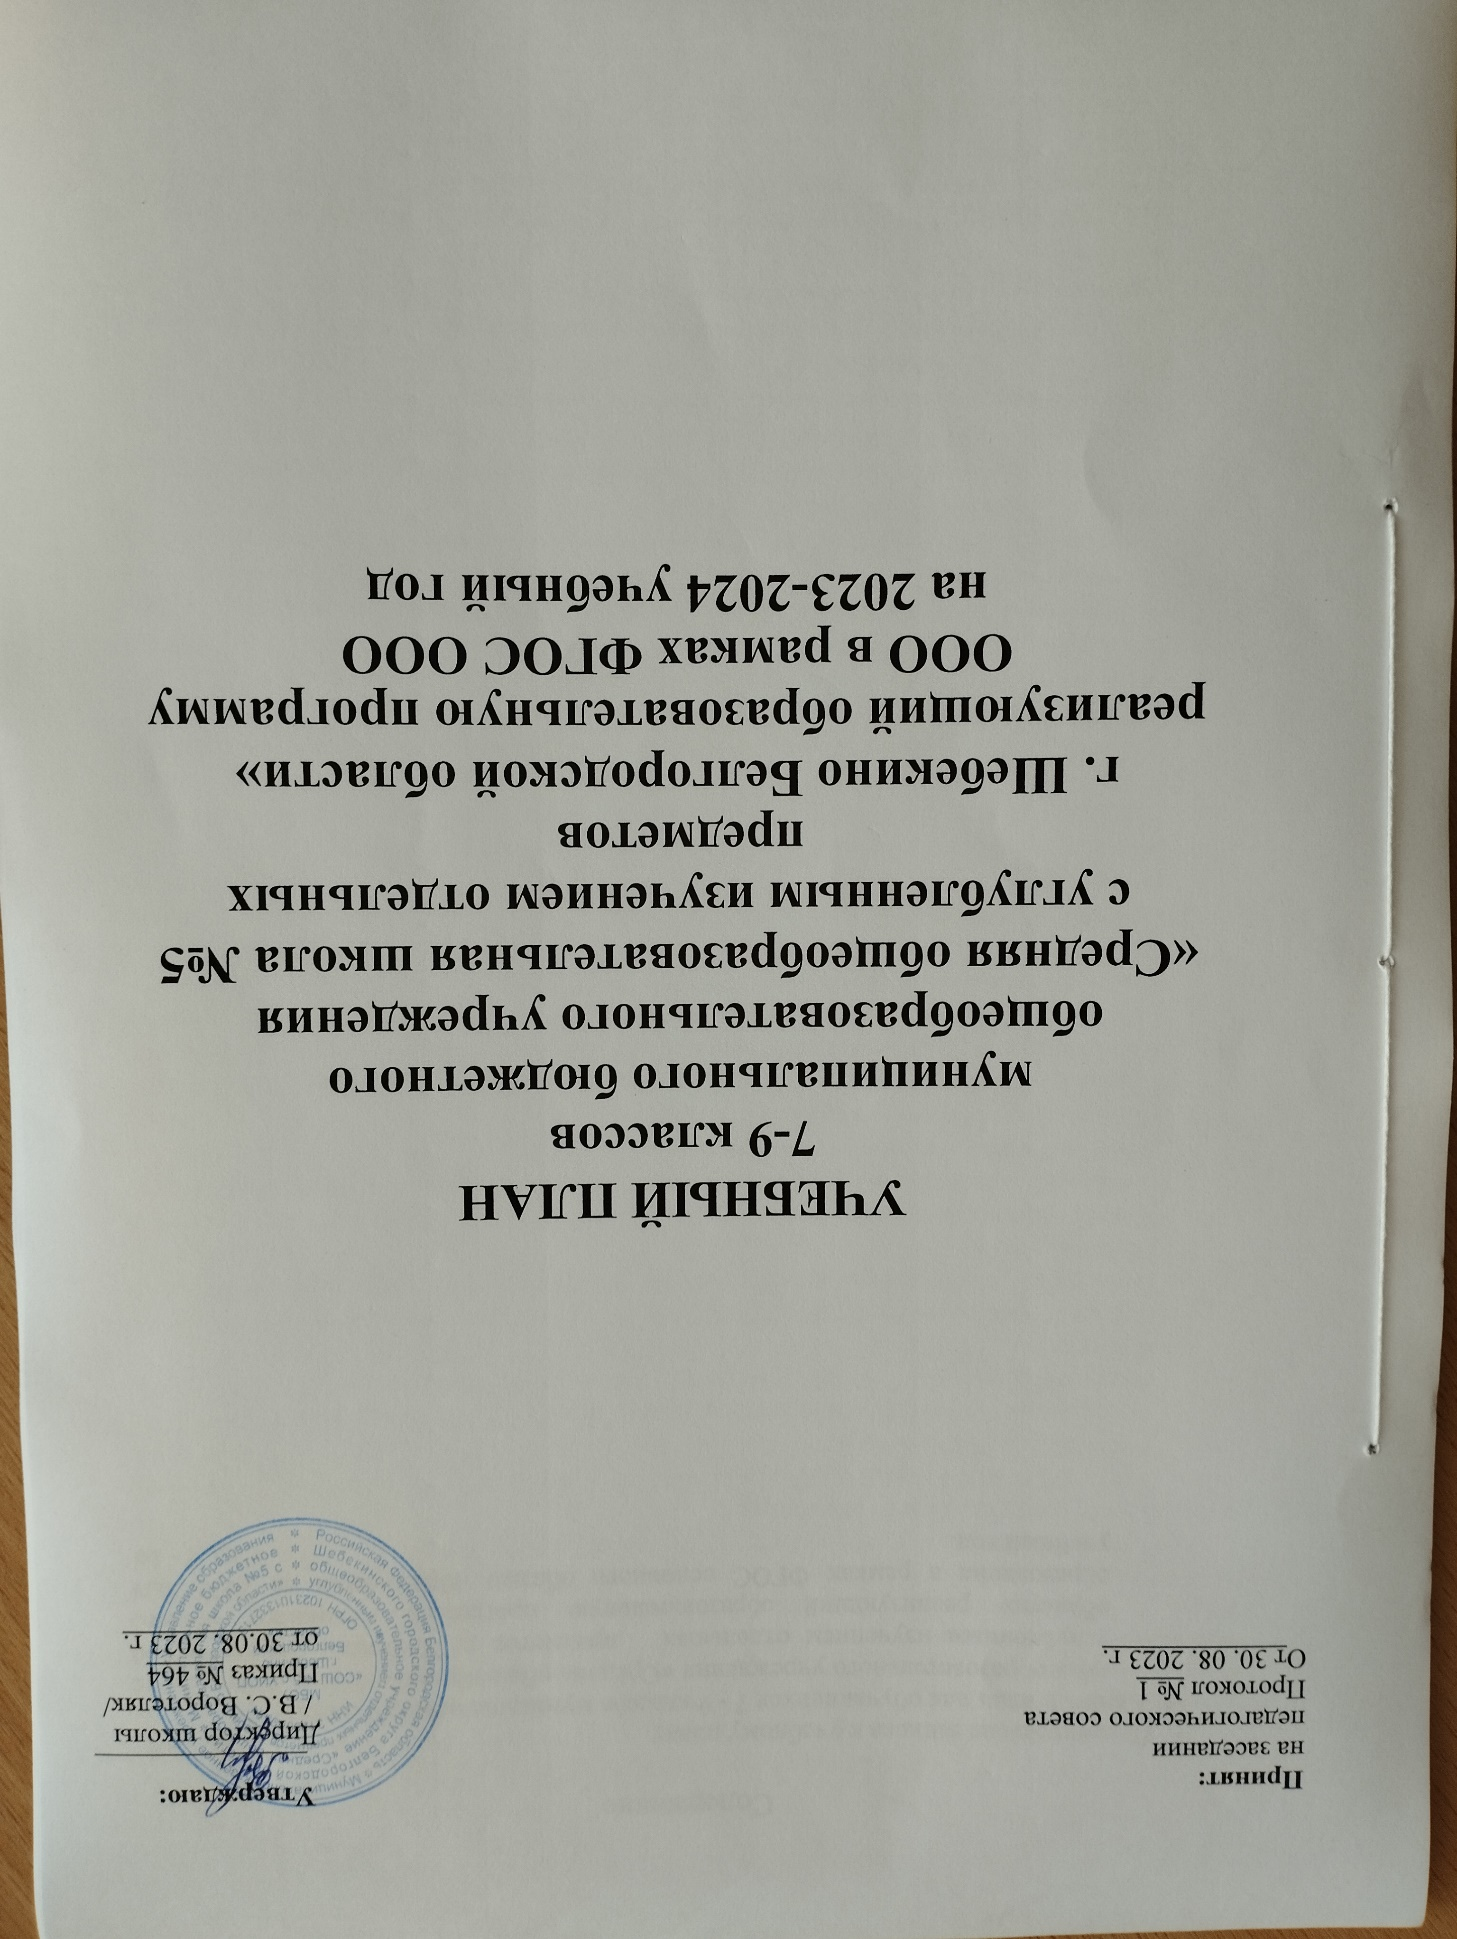 Принят:
на заседании
педагогического совета
Протокол № 1
От 30. 08. 2023 г.
Утверждаю:
Директор школы
/ В.С. Воротеляк/
Приказ № 464
от 30.08. 2023 г.
УЧЕБНЫЙ ПЛАН
7-9 классов
муниципального бюджетного
общеобразовательного учреждения
«Средняя общеобразовательная школа №5
с углубленным изучением отдельных
предметов
г. Шебекино Белгородской области»
реализующий образовательную программу
ООО в рамках ФГОС ООО
на 2023-2024 учебный год